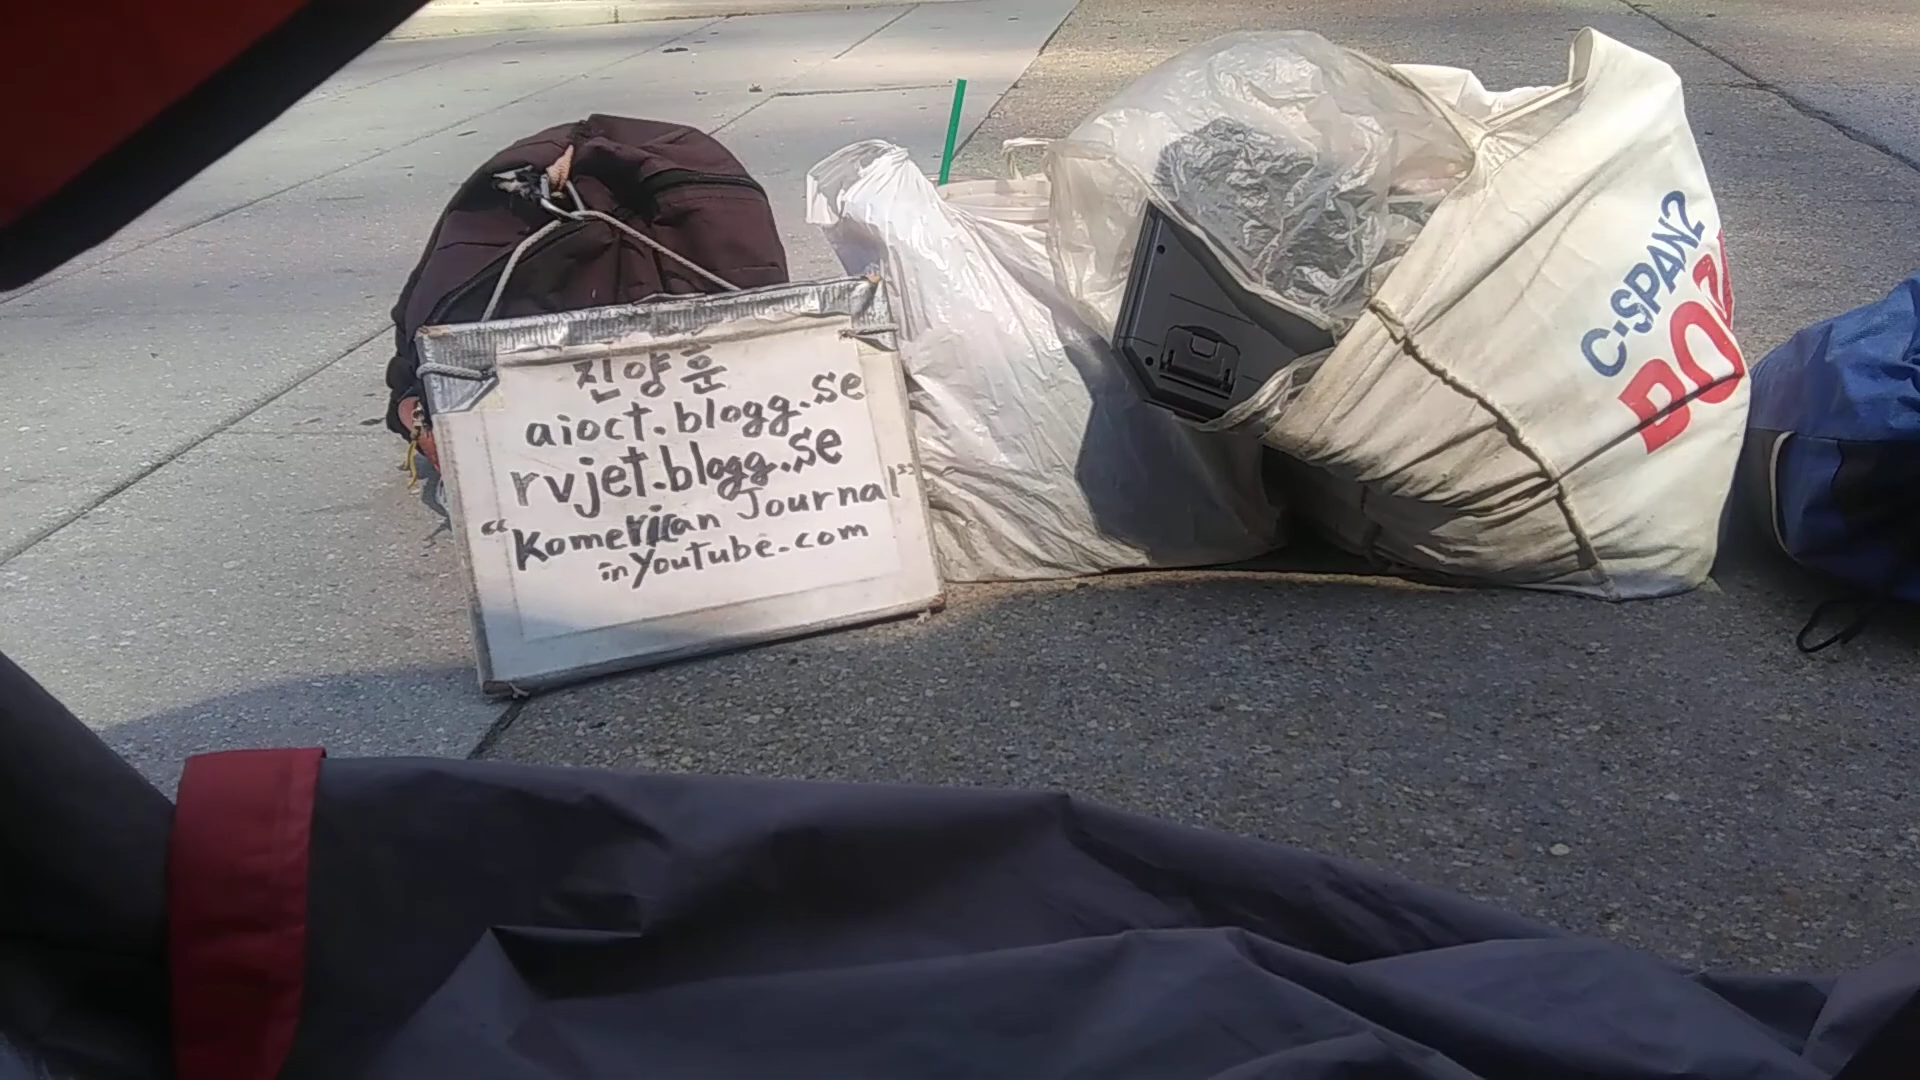 진양훈
aioct.blogg.se
rvjet.blogg.se
"Komerican Journal"
in YouTube.com
C-SPAN2